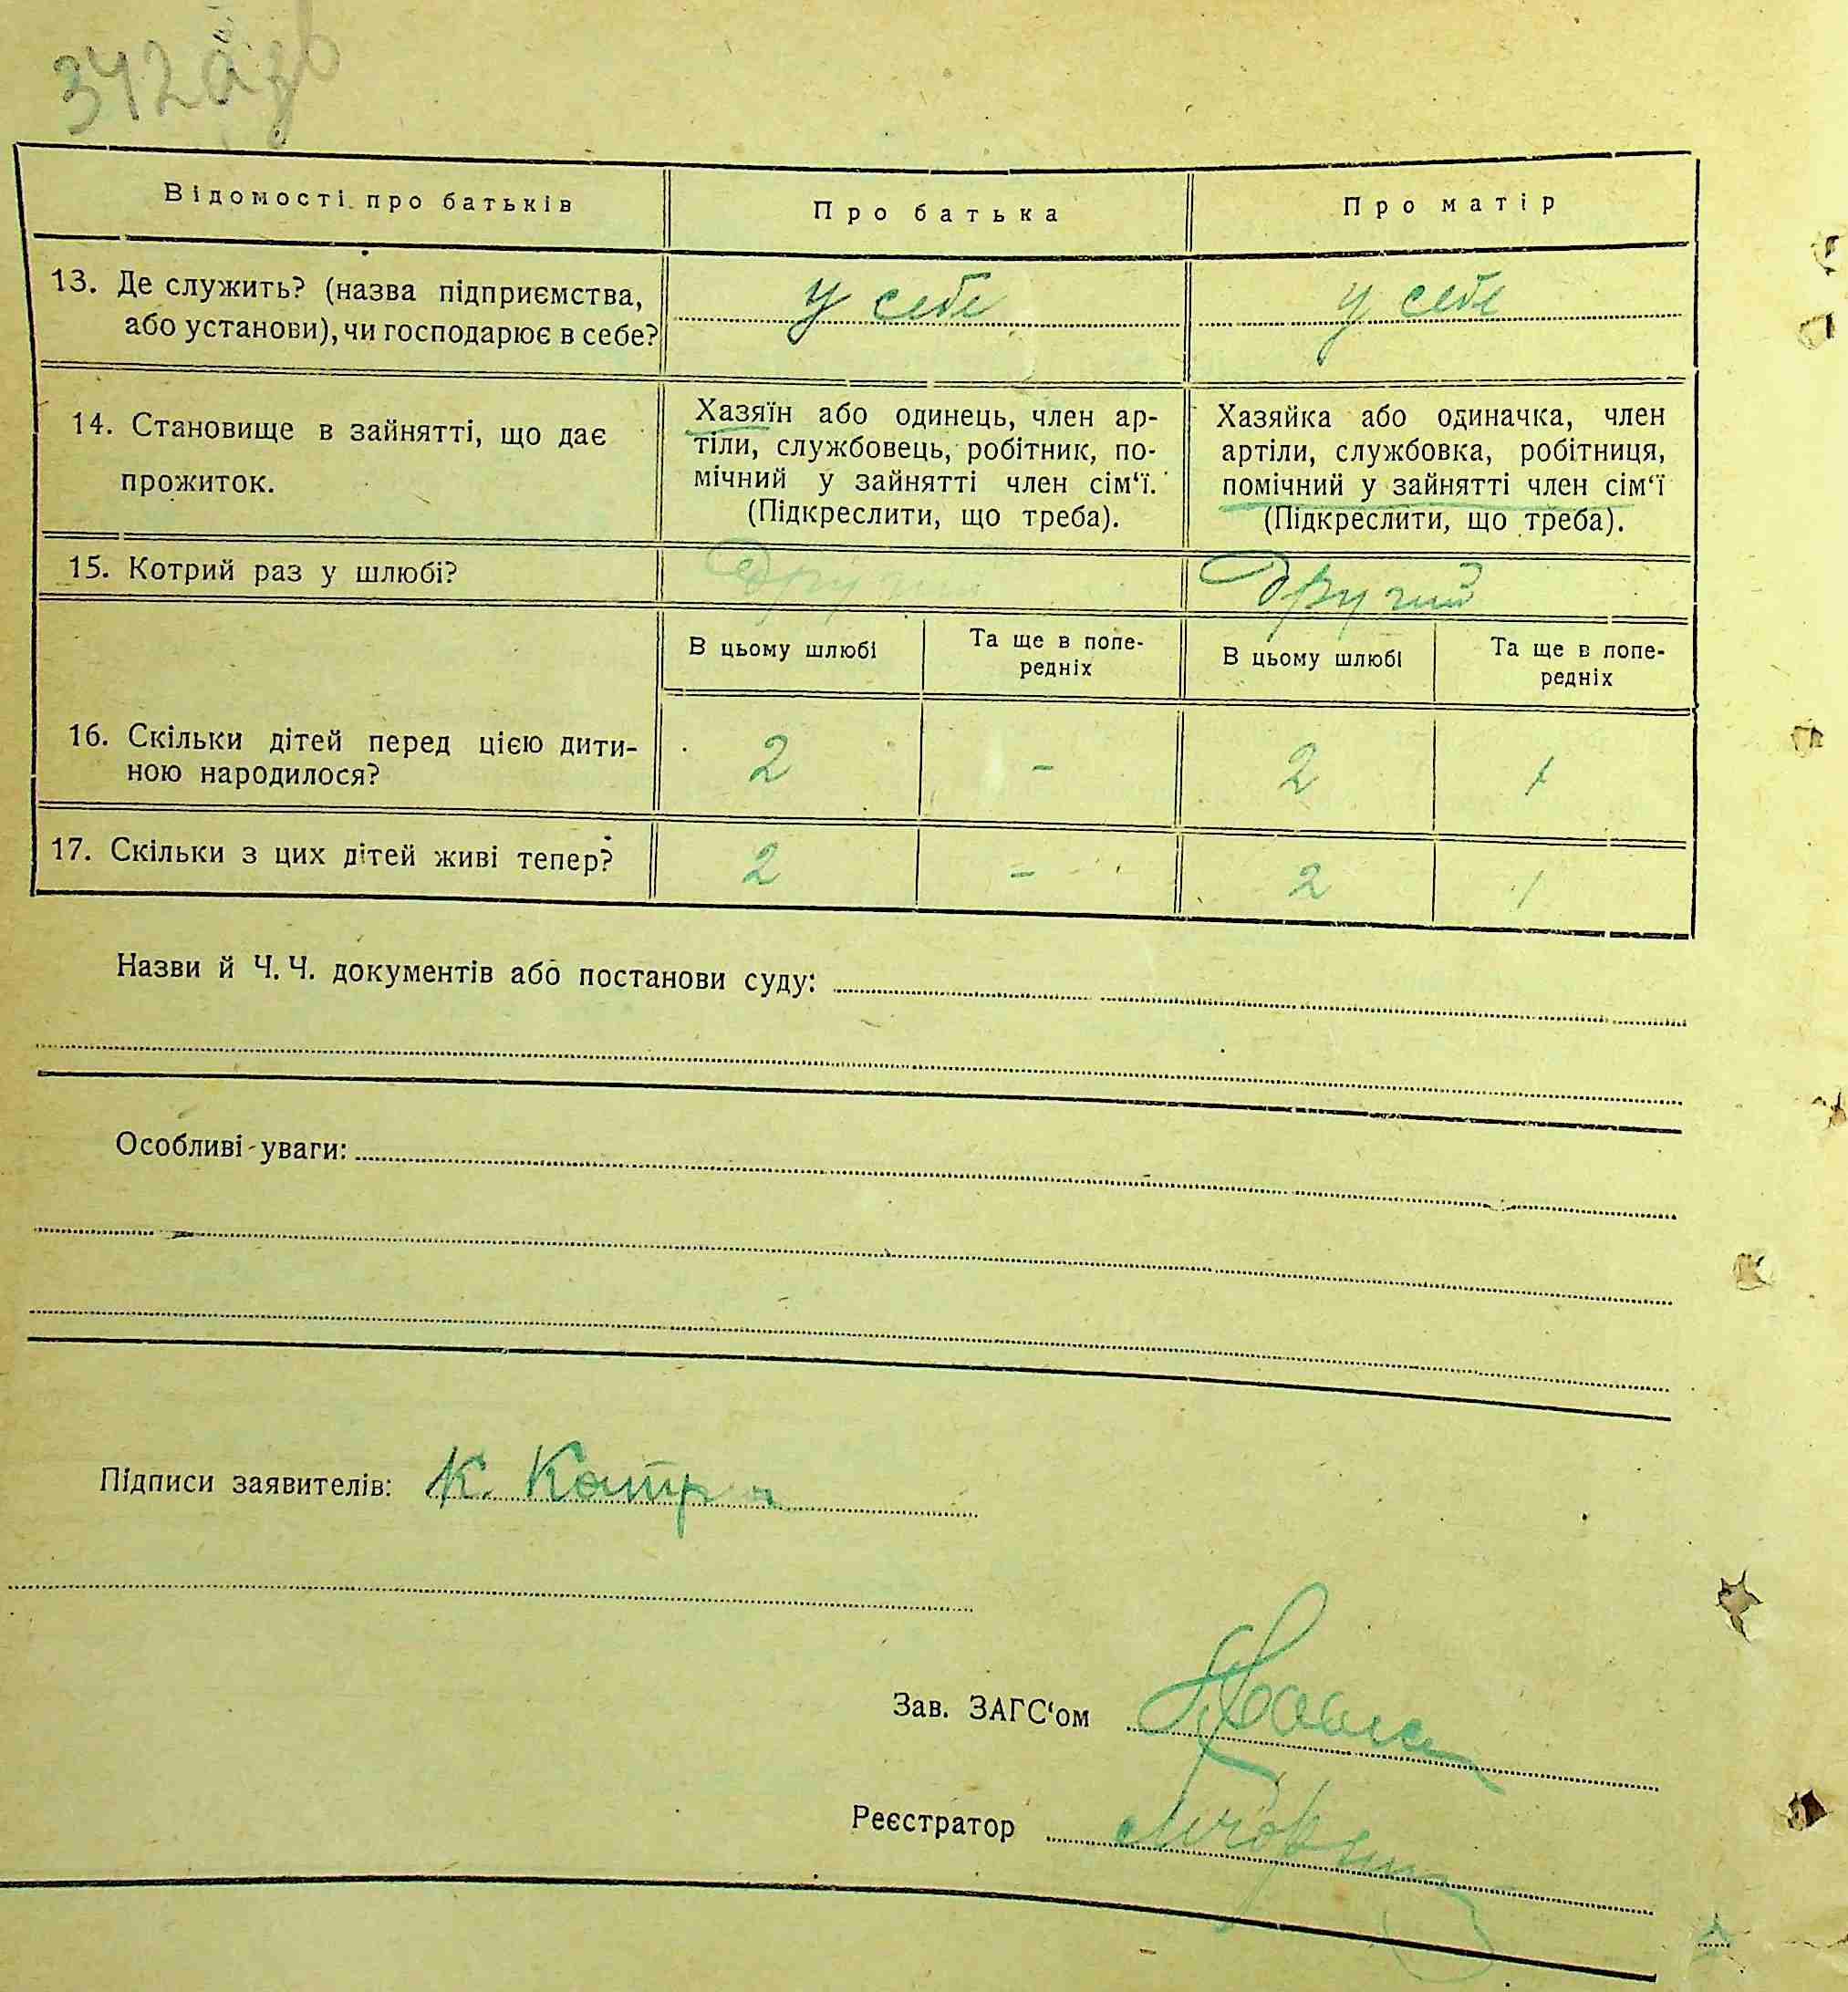 342 азв
Відомості про батьків
Про батька
Про матір
13. Де служить? (назва підприємства,
або установи), чи господарює в себе?
у себе
у себе
14. Становище в зайнятті, що дає
прожиток.
Хазяїн або одинець, член ар-
тіли, службовець, робітник, по-
мічний у зайнятті член сім‘ї.
(Підкреслити, що треба).
Хазяйка або одиначка, член
артіли, службовка, робітниця,
помічний у зайнятті член сім‘ї
(Підкреслити, що треба).
15. Котрий раз у шлюбі?
Другий
Другий
В цьому шлюбі
Та ще в попе-
редніх
В цьому шлюбі
Та ще в попе-
редніх
16. Скільки дітей перед цією дити-
ною народилося?
2
-
2
1
17. Скільки з цих дітей живі тепер?
2
-
2
1
Назви й Ч. Ч. документів або постанови суду:
Особливі уваги:
Підписи заявителів: К.
Зав. ЗАГС‘ом
Реєстратор